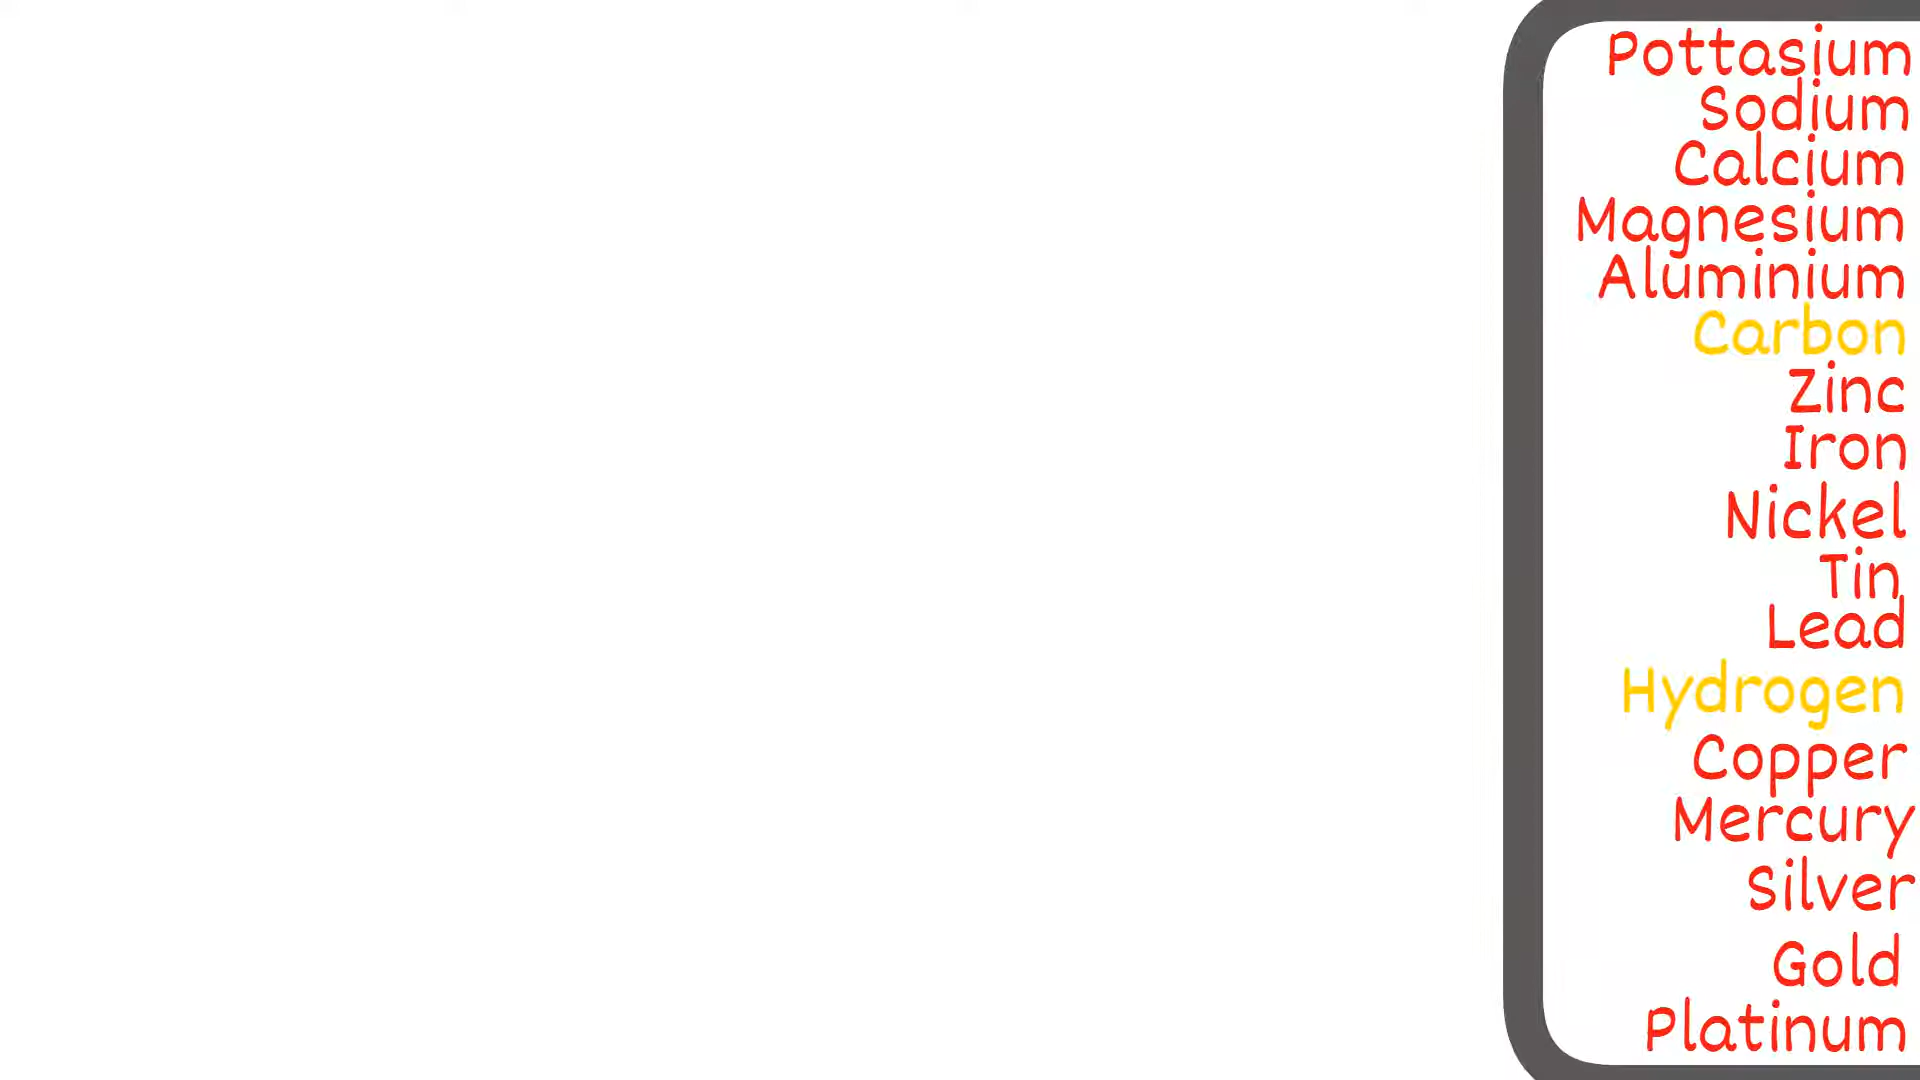 Pottasium
Sodium
Calcium
Magnesium
Aluminium
Carbon
Zinc
Iron
Nickel
Tin
Lead
Hydrogen
Copper
Mercury
Silver
Gold
Platinum